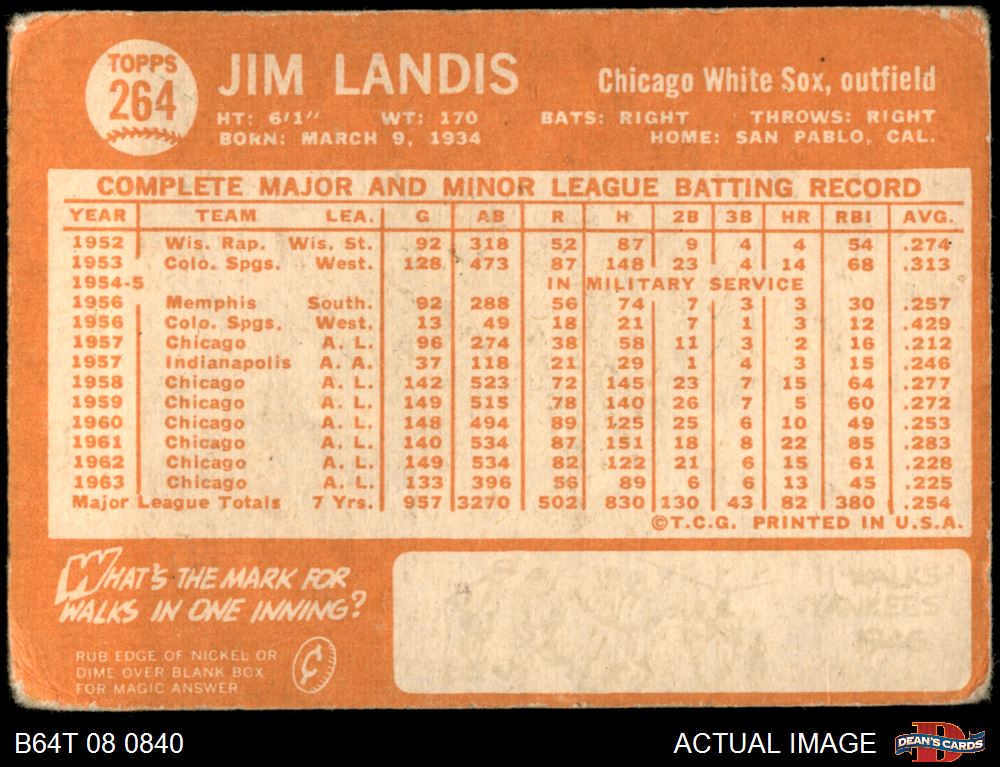 TOPPS
264
JIM LANDIS
Chicago White Sox, outfield
HT: 6'1" WT: 170 BATS: RIGHT THROWS: RIGHT
BORN: MARCH 9, 1934 HOME: SAN PABLO, CAL.
COMPLETE MAJOR AND MINOR LEAGUE BATTING RECORD
YEAR TEAM LEA. G AB R H 2B 3B HR RBI AVG.
1952 Wis. Rap. Wis. St. 92 318 52 87 9 4 4 54 .274
1953 Colo. Spgs. West. 128 473 87 148 23 4 14 68 .313
1954-5 IN MILITARY SERVICE
1956 Memphis South. 92 288 56 74 7 3 3 30 .257
1956 Colo. Spgs. West. 13 49 18 21 7 1 3 12 .429
1957 Chicago A. L. 96 274 38 58 11 3 2 16 .212
1957 Indianapolis A. A. 37 118 21 29 1 4 3 15 .246
1958 Chicago A. L. 142 523 72 145 23 7 15 64 .277
1959 Chicago A. L. 149 515 78 140 26 7 5 60 .272
1960 Chicago A. L. 148 494 89 125 25 6 10 49 .253
1961 Chicago A. L. 140 534 87 151 18 8 22 85 .283
1962 Chicago A. L. 149 534 82 122 21 6 15 61 .228
1963 Chicago A. L. 133 396 56 89 6 6 13 45 .225
Major League Totals 7 Yrs. 957 3270 502 830 130 43 82 380 .254
©T.C.G. PRINTED IN U.S.A.
WHAT'S THE MARK FOR
WALKS IN ONE INNING?
RUB EDGE OF NICKEL OR
DIME OVER BLANK BOX
FOR MAGIC ANSWER
B64T 08 0840
ACTUAL IMAGE
DEAN'S CARDS